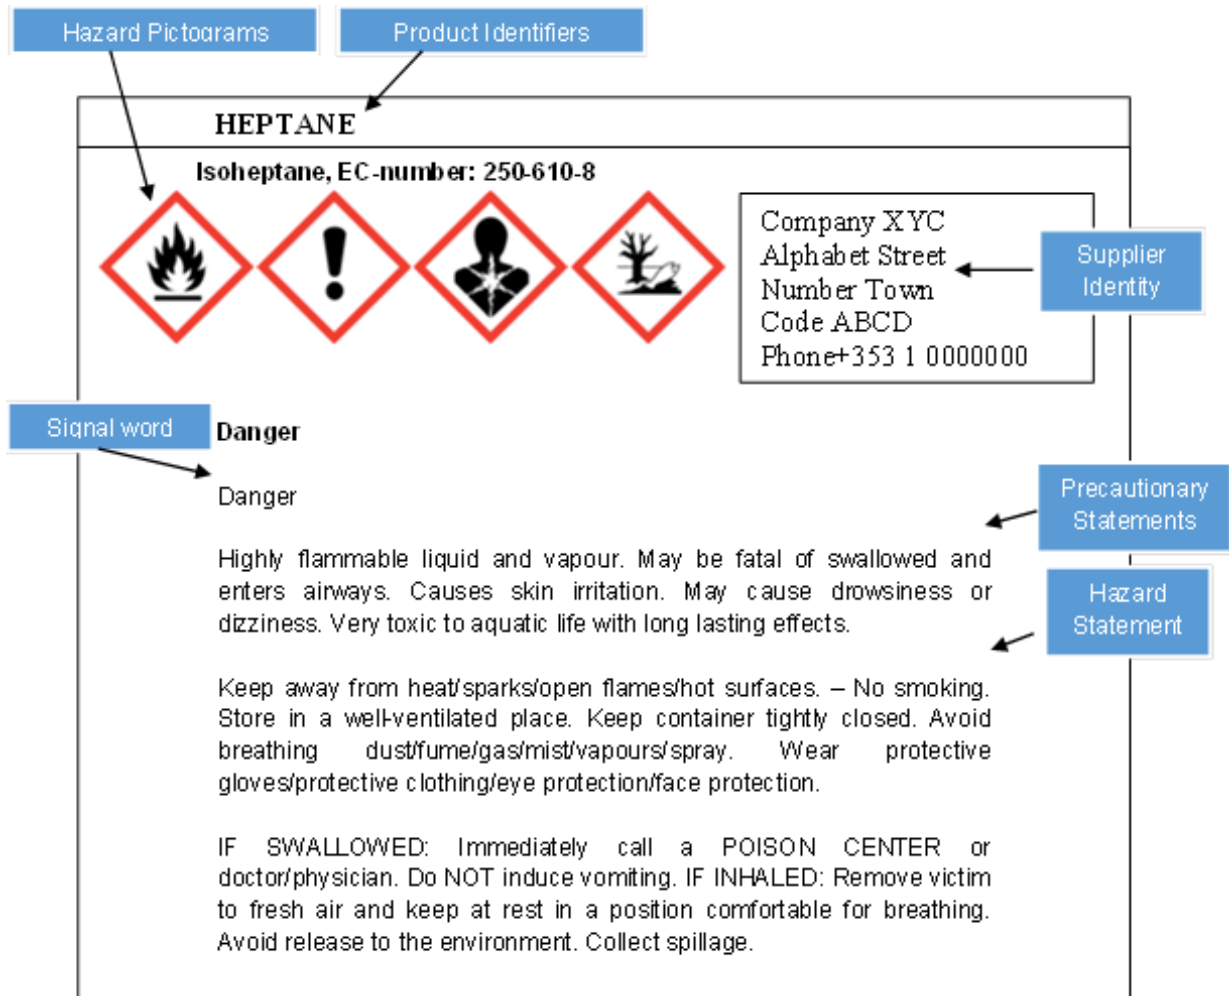 Hazard Pictograms
Product Identifiers
HEPTANE
Isoheptane, EC-number: 250-610-8
Company XYC
Alphabet Street
Number Town
Code ABCD
Phone+353 1 0000000
Supplier
Identity
Signal word
Danger
Danger
Precautionary
Statements
Highly flammable liquid and vapour. May be fatal of swallowed and
enters airways. Causes skin irritation. May cause drowsiness or
dizziness. Very toxic to aquatic life with long lasting effects.
Hazard
Statement
Keep away from heat/sparks/open flames/hot surfaces. – No smoking.
Store in a well-ventilated place. Keep container tightly closed. Avoid
breathing dust/fume/gas/mist/vapours/spray. Wear protective
gloves/protective clothing/eye protection/face protection.
IF SWALLOWED: Immediately call a POISON CENTER or
doctor/physician. Do NOT induce vomiting. IF INHALED: Remove victim
to fresh air and keep at rest in a position comfortable for breathing.
Avoid release to the environment. Collect spillage.